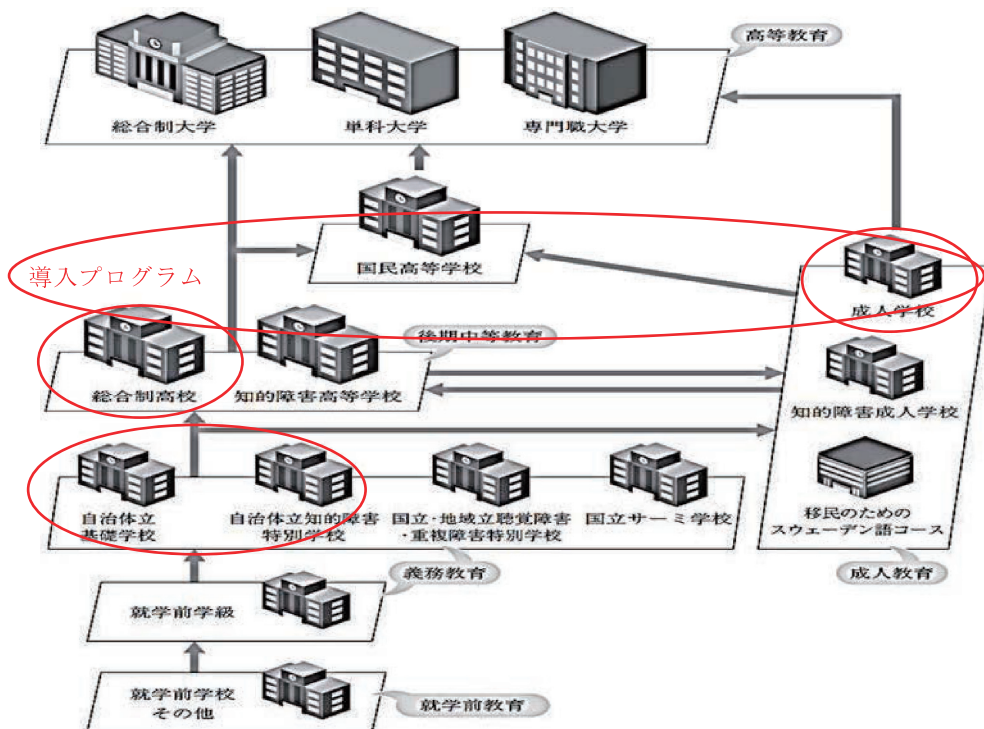 高等教育
総合制大学
単科大学
専門職大学
国民高等学校
導入プログラム
成人学校
後期中等教育
総合制高校
知的障害高等学校
知的障害成人学校
自治体立
基礎学校
自治体立知的障害
特別学校
国立・地域立聴覚障害
・重複障害特別学校
国立サーミ学校
移民のための
スウェーデン語コース
義務教育
成人教育
就学前学級
就学前学校
その他
就学前教育